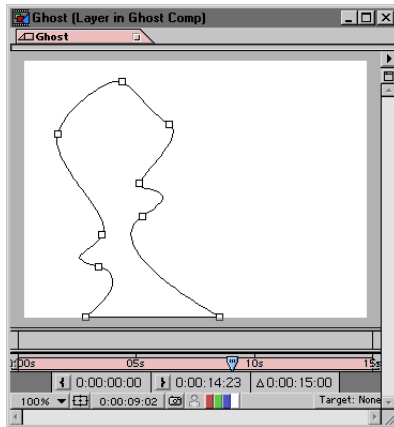 Ghost (Layer in Ghost Comp)
Ghost
:00s 05s 10s 15s
0:00:00:00 0:00:14:23 Δ0:00:15:00
100% 0:00:09:02 Target: None